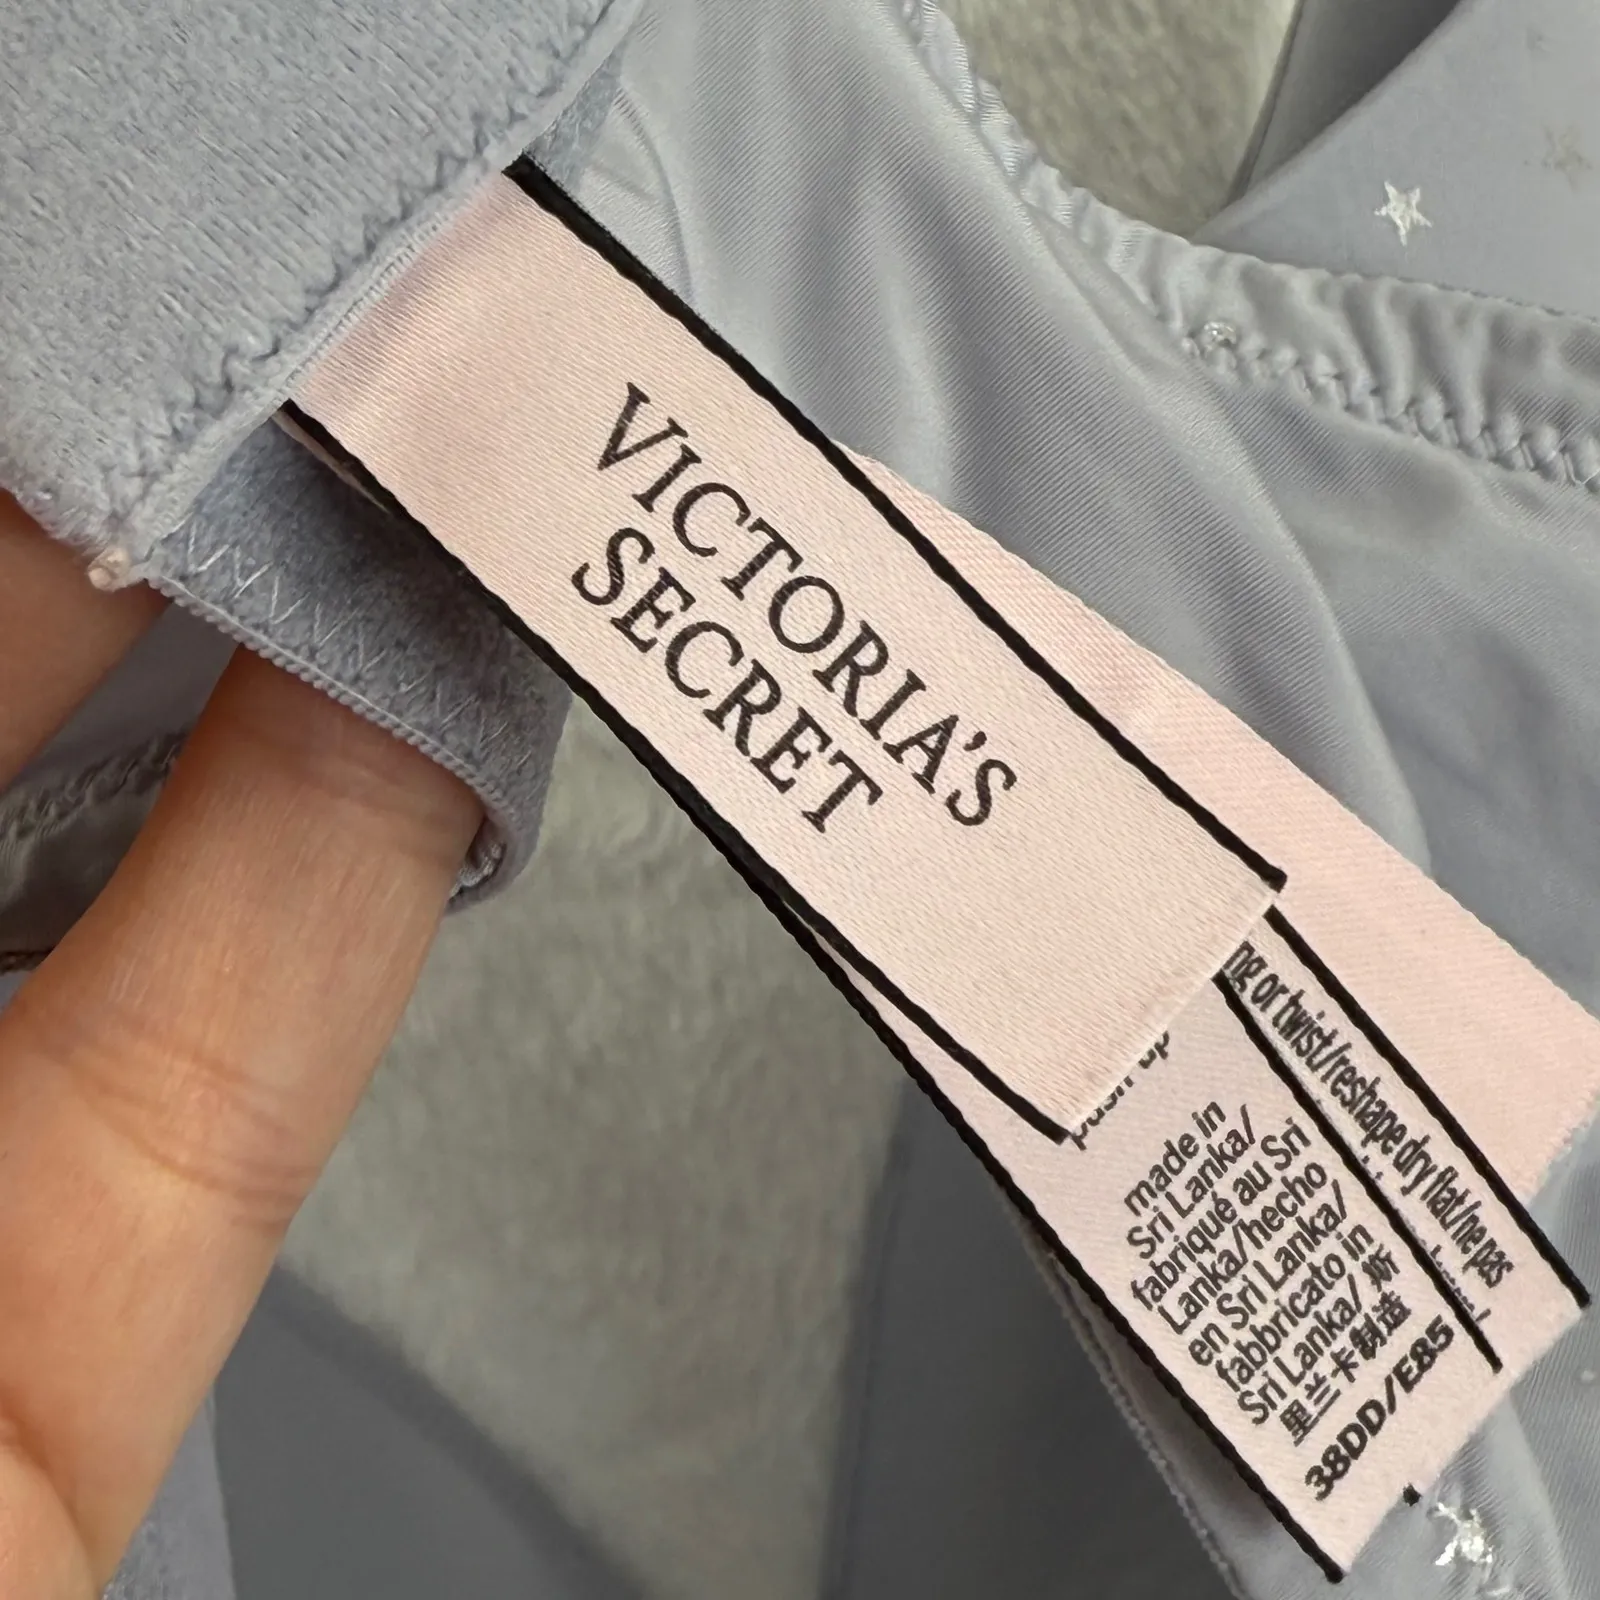 VICTORIA'S
SECRET
push up
made in
Sri Lanka/
fabriqué au Sri
Lanka/hecho
en Sri Lanka/
fabbricato in
Sri Lanka/ 斯
里兰卡制造
38DD/E85
ng or twist/reshape dry flat/ne pas